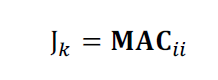 J_k = MAC_ii